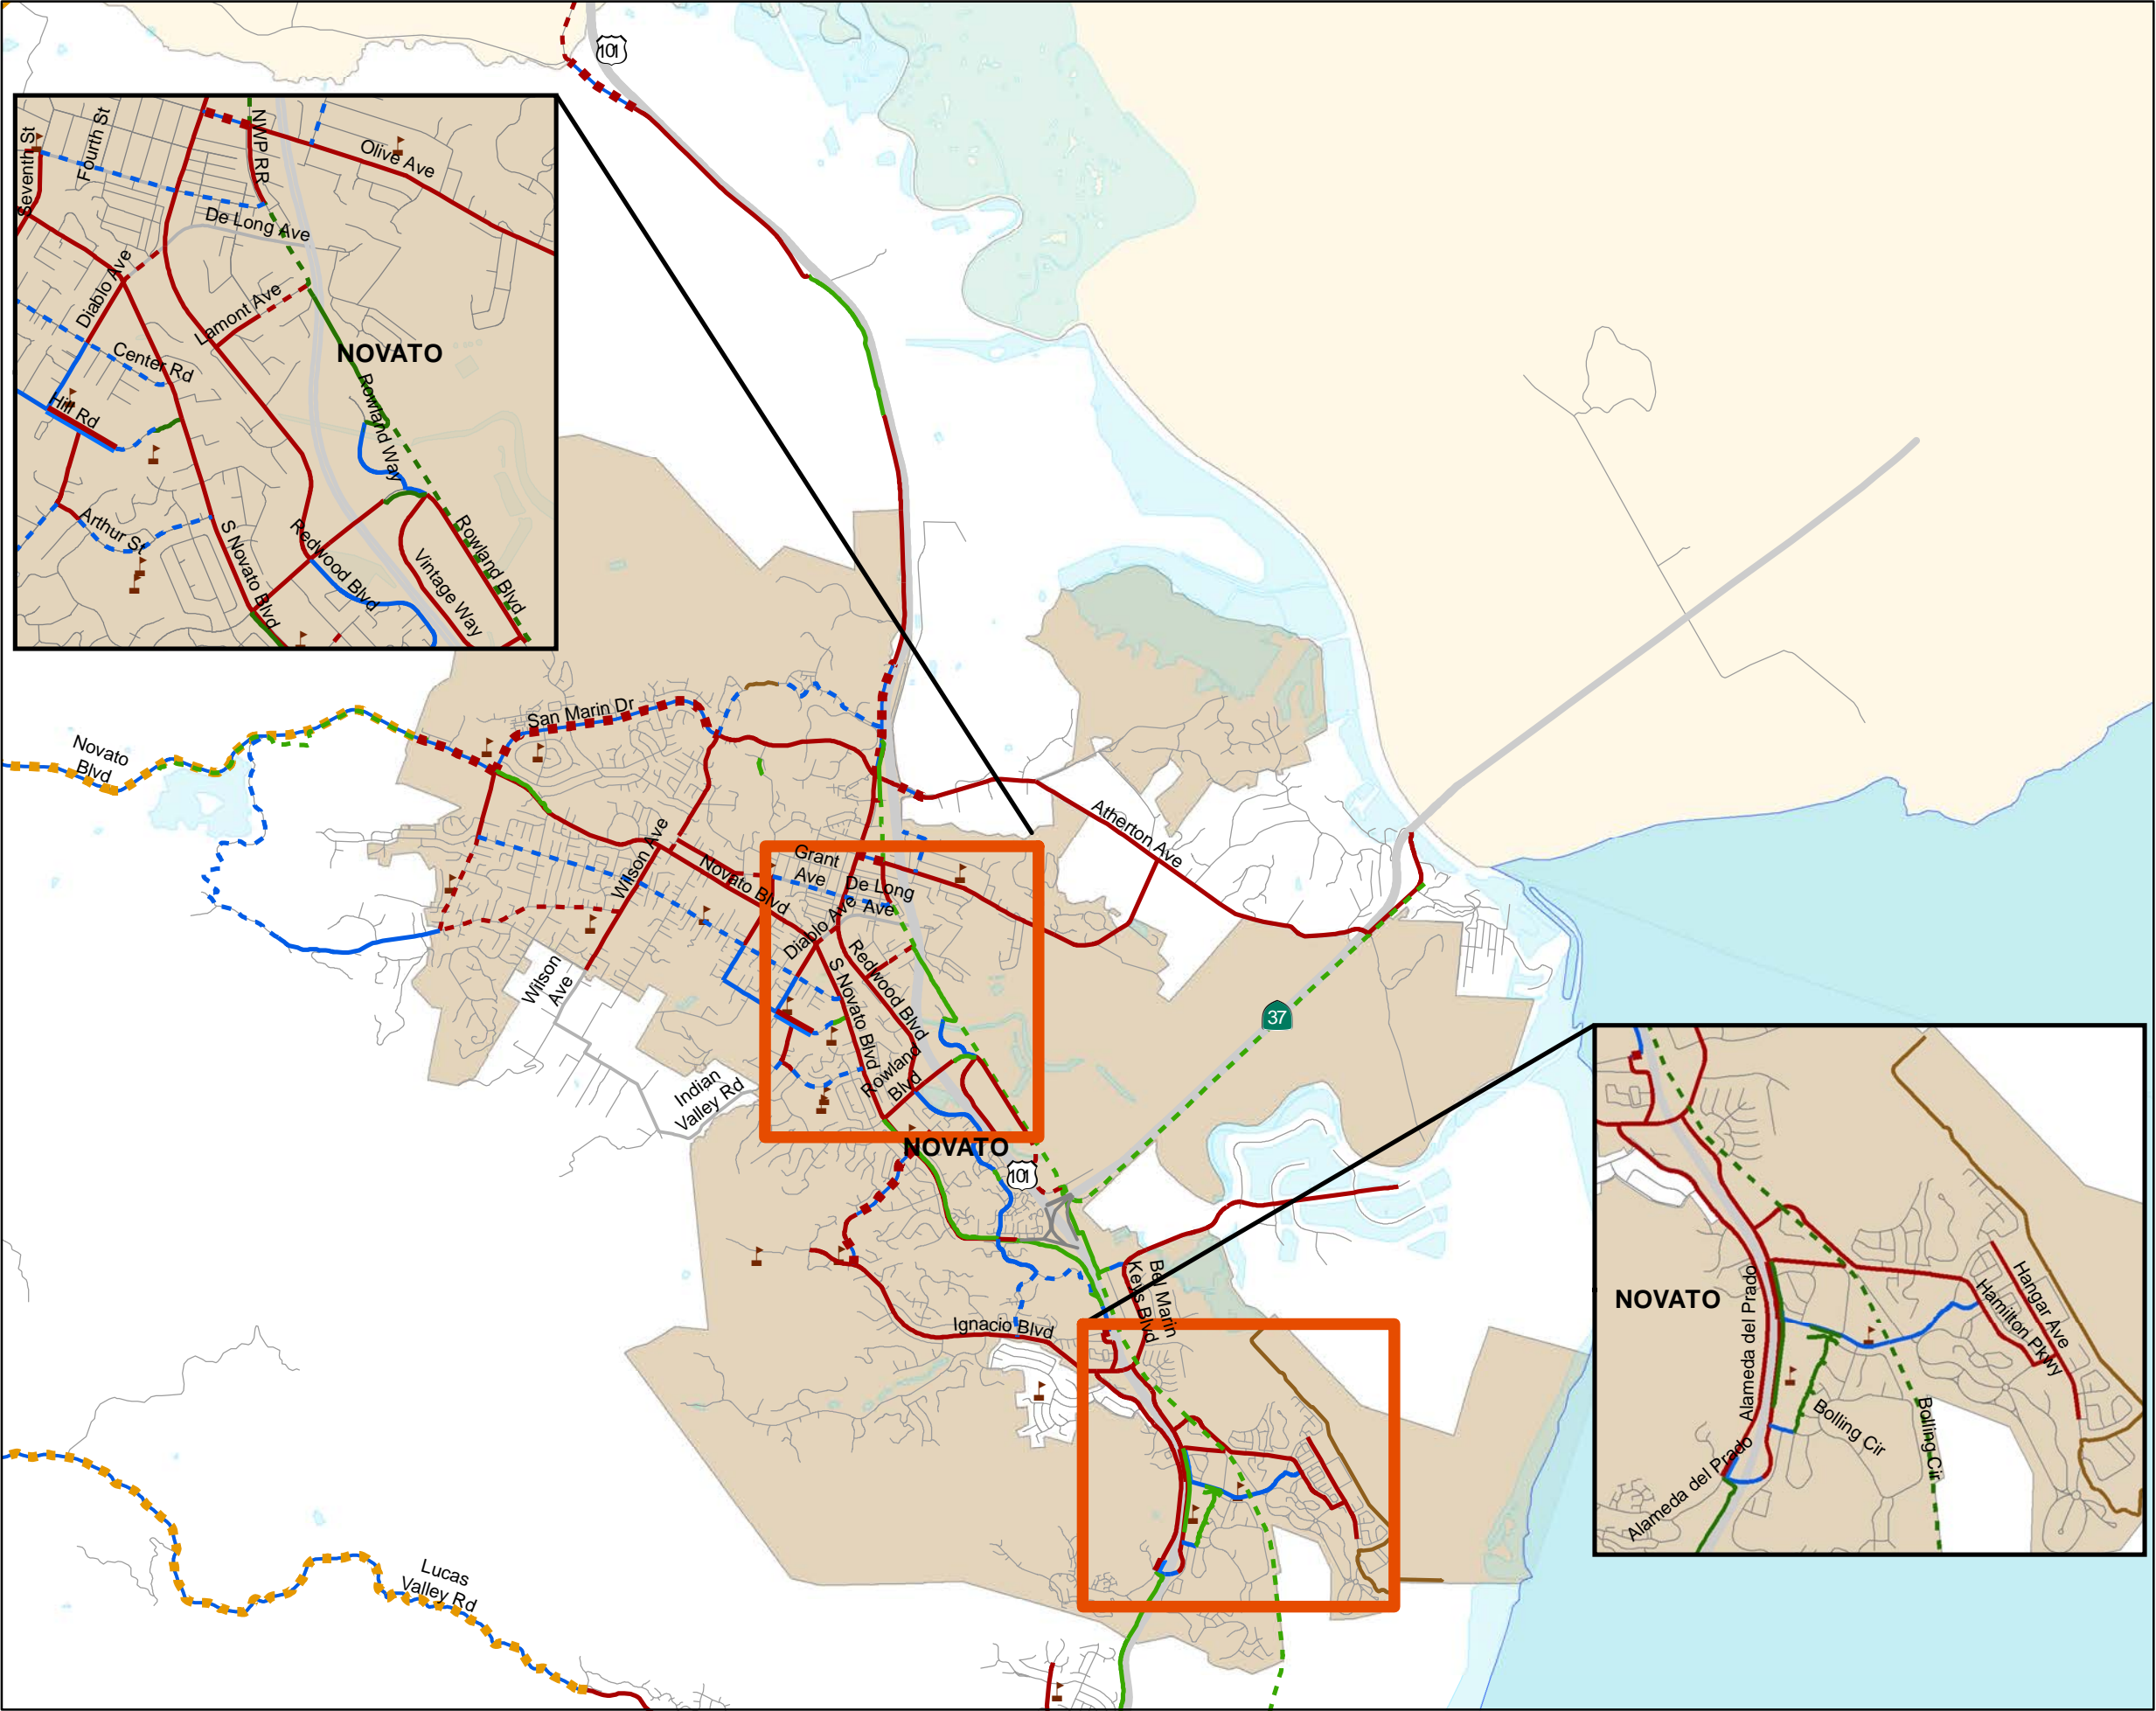 101
Seventh St
Fourth St
NWP RR
Olive Ave
De Long Ave
Diablo Ave
Lamont Ave
NOVATO
Center Rd
Rowland Way
Hill Rd
Arthur St
S Novato Blvd
Redwood Blvd
Vintage Way
Rowland Blvd
San Marin Dr
Novato
Blvd
Atherton Ave
Wilson Ave
Novato Blvd
Grant
Ave
De Long
Ave
Diablo Ave
Redwood Blvd
S Novato Blvd
Rowland
Blvd
Wilson
Ave
Indian
Valley Rd
37
NOVATO
101
Bel Marin
Keys Blvd
Ignacio Blvd
NOVATO
Alameda del Prado
Hangar Ave
Hamilton Pkwy
Bolling Cir
Bolling Cir
Alameda del Prado
Lucas
Valley Rd